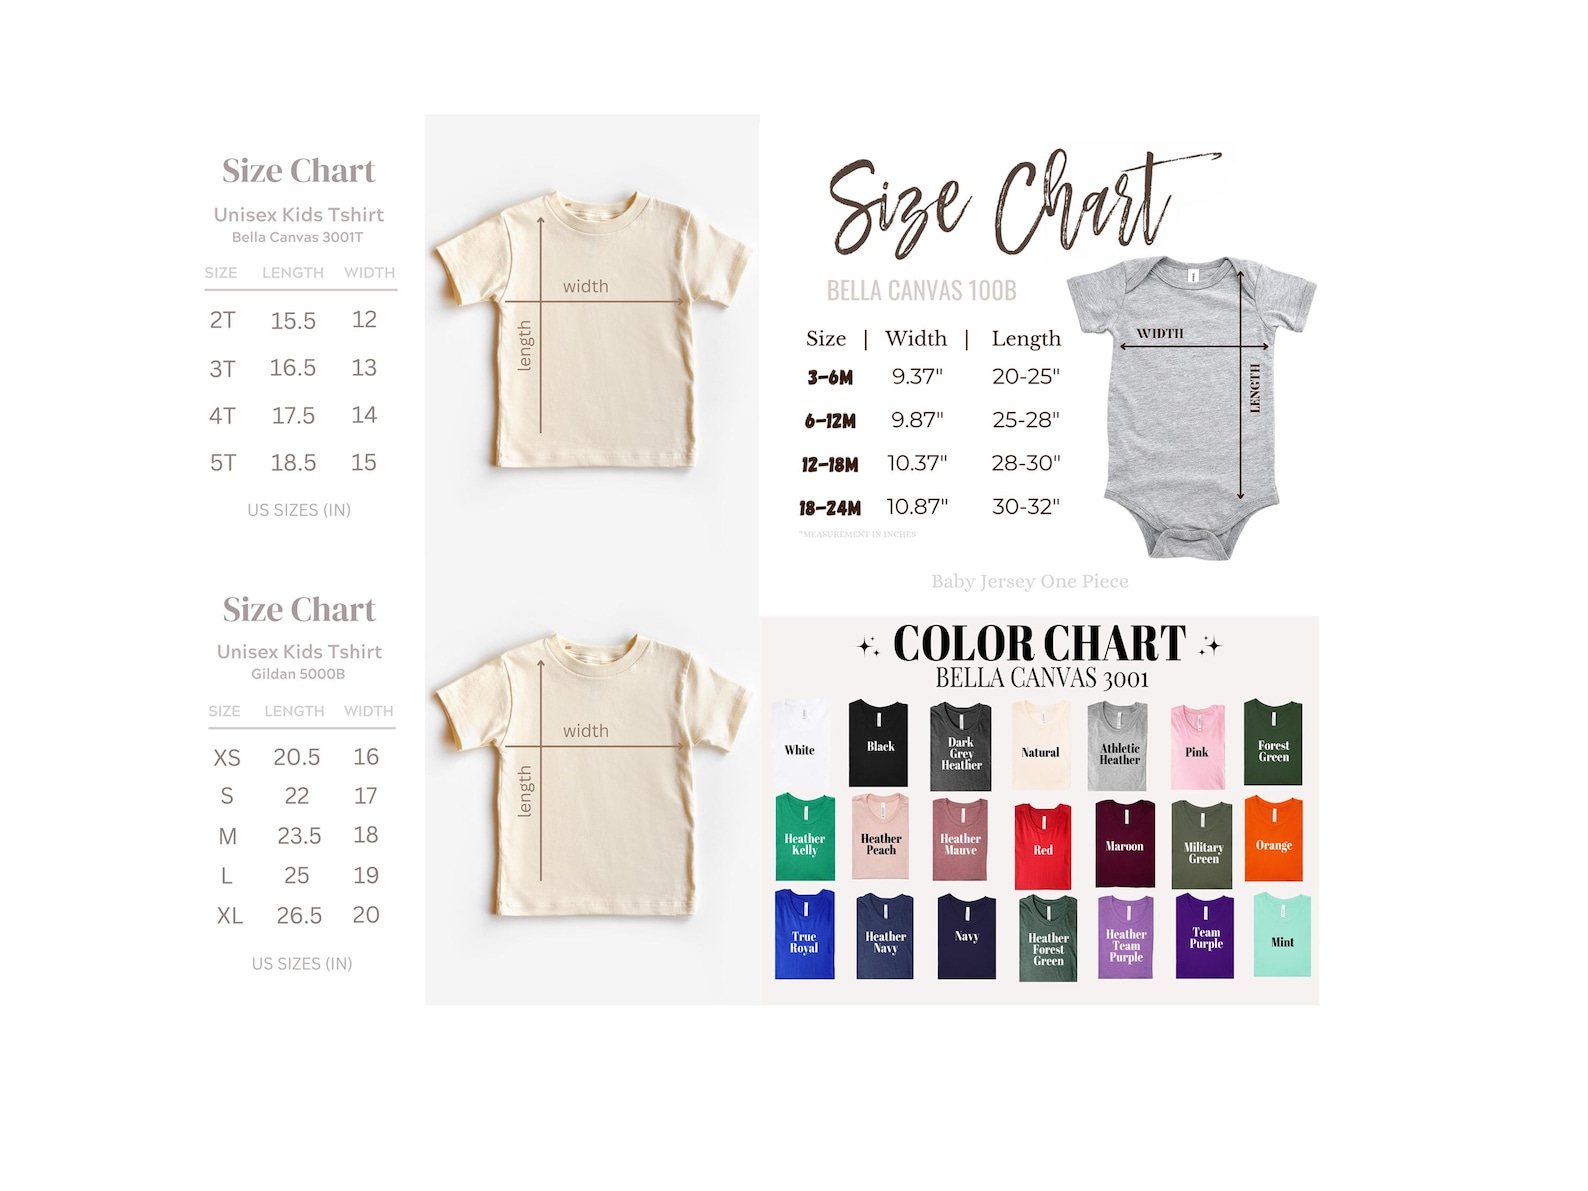 Size Chart
Unisex Kids Tshirt
Bella Canvas 3001T
SIZE LENGTH WIDTH
2T 15.5 12
3T 16.5 13
4T 17.5 14
5T 18.5 15
US SIZES (IN)
width
length
Size Chart
BELLA CANVAS 100B
Size | Width | Length
3-6M 9.37" 20-25"
6-12M 9.87" 25-28"
12-18M 10.37" 28-30"
18-24M 10.87" 30-32"
*MEASUREMENT IN INCHES
WIDTH
LENGTH
Baby Jersey One Piece
Size Chart
Unisex Kids Tshirt
Gildan 5000B
SIZE LENGTH WIDTH
XS 20.5 16
S 22 17
M 23.5 18
L 25 19
XL 26.5 20
US SIZES (IN)
width
length
COLOR CHART
BELLA CANVAS 3001
White
Black
Dark
Grey
Heather
Natural
Athletic
Heather
Pink
Forest
Green
Heather
Kelly
Heather
Peach
Heather
Mauve
Red
Maroon
Military
Green
Orange
True
Royal
Heather
Navy
Navy
Heather
Forest
Green
Heather
Team
Purple
Team
Purple
Mint